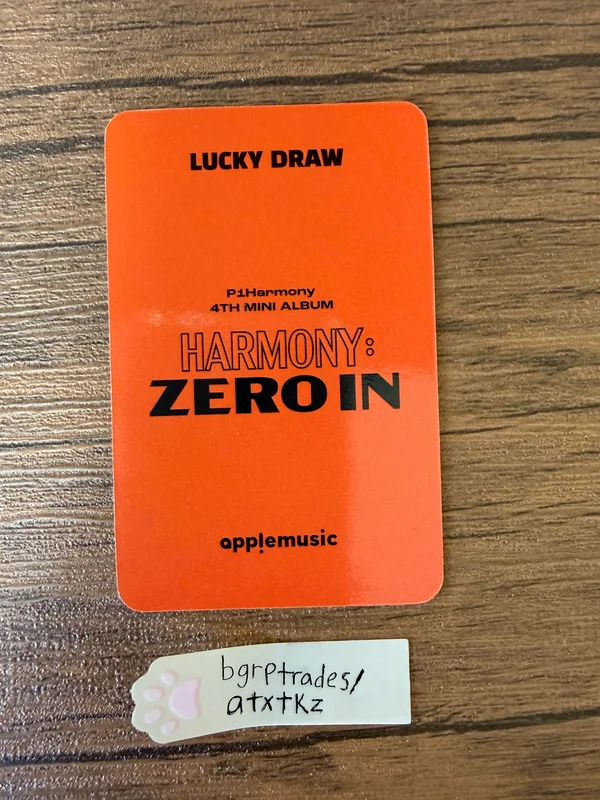 LUCKY DRAW
P1Harmony
4TH MINI ALBUM
HARMONY:
ZERO IN
applemusic
bgrptrades/
atxtkz